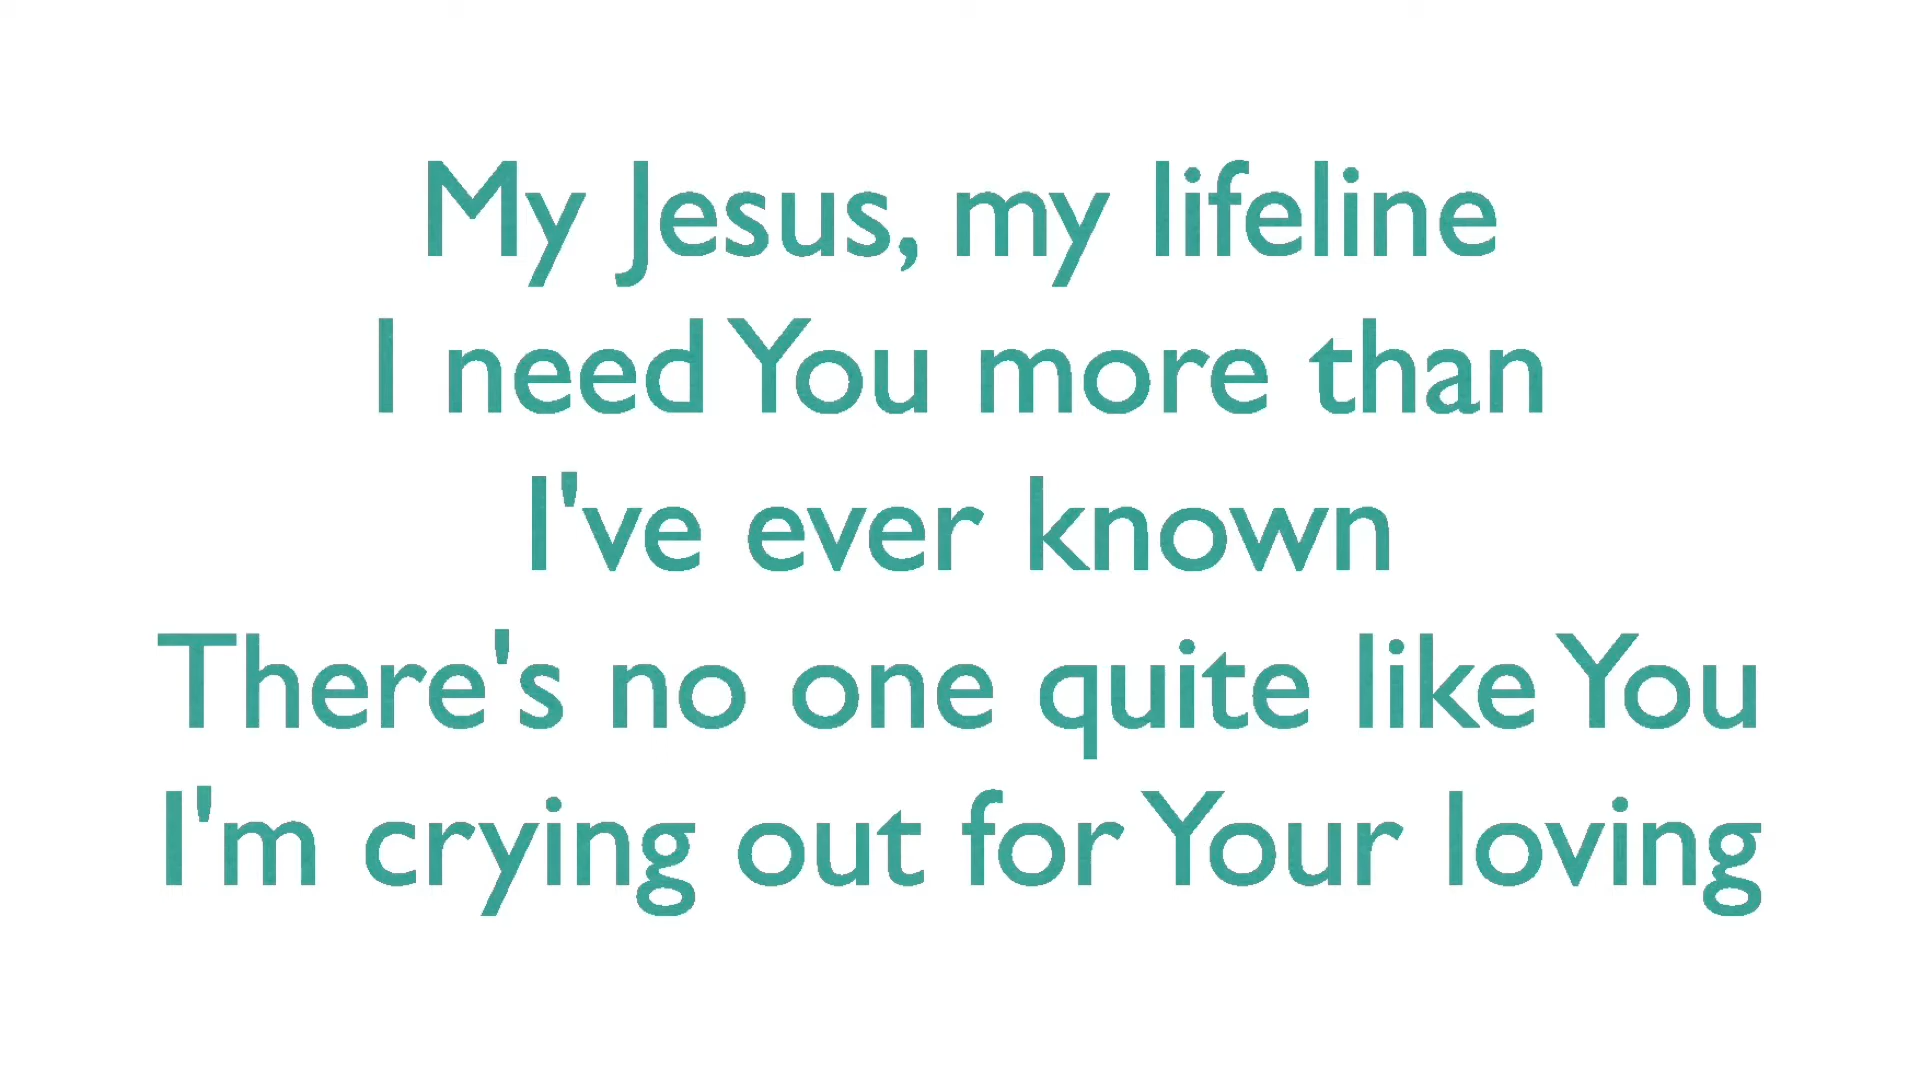 My Jesus, my lifeline
I need You more than
I've ever known
There's no one quite like You
I'm crying out for Your loving